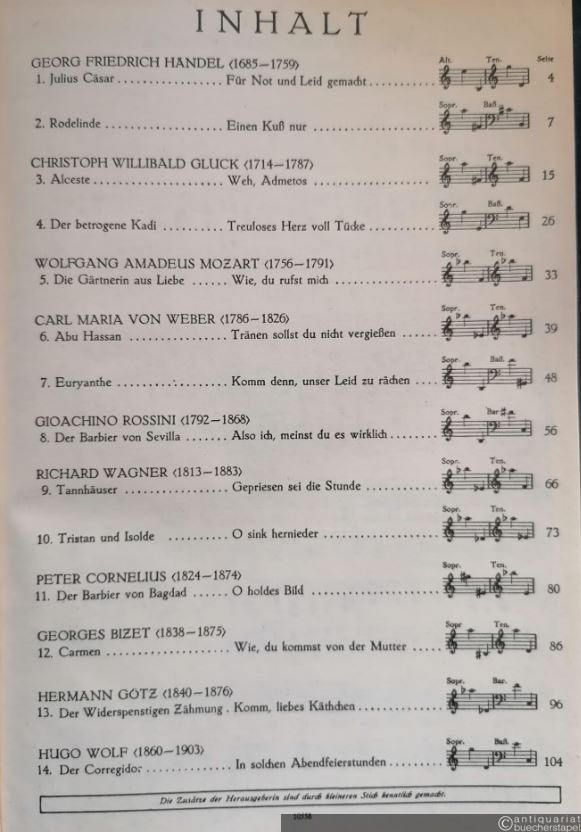 INHALT
GEORG FRIEDRICH HÄNDEL (1685—1759) Alt. Ten. Seite
1. Julius Cäsar . . . . . . . . . . . . . . . Für Not und Leid gemacht . . . . . . . . . . 4
Sopr. Baß.
2. Rodelinde . . . . . . . . . . . . . . . . . Einen Kuß nur . . . . . . . . . . . . . . . . . . 7
CHRISTOPH WILLIBALD GLUCK (1714—1787) Sopr. Ten.
3. Alceste . . . . . . . . . . . . . . . . . . . Weh, Admetos . . . . . . . . . . . . . . . . . . 15
Sopr. Baß.
4. Der betrogene Kadi . . . . . . . . . . Treuloses Herz voll Tücke . . . . . . . . . . 26
WOLFGANG AMADEUS MOZART (1756—1791) Sopr. Ten.
5. Die Gärtnerin aus Liebe . . . . . . Wie, du rufst mich . . . . . . . . . . . . . . . 33
CARL MARIA VON WEBER (1786—1826) Sopr. Ten.
6. Abu Hassan . . . . . . . . . . . . . . . Tränen sollst du nicht vergießen . . . . . 39
Sopr. Baß.
7. Euryanthe . . . . . . . . . . . . . . . . Komm denn, unser Leid zu rächen . . . . 48
GIOACHINO ROSSINI (1792—1868) Sopr. Bar.
8. Der Barbier von Sevilla . . . . . . . Also ich, meinst du es wirklich . . . . . . . . 56
RICHARD WAGNER (1813—1883) Sopr. Ten.
9. Tannhäuser . . . . . . . . . . . . . . . Gepriesen sei die Stunde . . . . . . . . . . . 66
Sopr. Ten.
10. Tristan und Isolde . . . . . . . . . O sink hernieder . . . . . . . . . . . . . . . . . 73
PETER CORNELIUS (1824—1874) Sopr. Ten.
11. Der Barbier von Bagdad . . . . . . O holdes Bild . . . . . . . . . . . . . . . . . . . 80
GEORGES BIZET (1838—1875) Sopr Ten.
12. Carmen . . . . . . . . . . . . . . . . . . Wie, du kommst von der Mutter . . . . . 86
HERMANN GÖTZ (1840—1876) Sopr. Bar.
13. Der Widerspenstigen Zähmung . Komm, liebes Käthchen . . . . . . . . . . . . 96
HUGO WOLF (1860—1903) Sopr. Baß.
14. Der Corregidor . . . . . . . . . . . . . In solchen Abendfeierstunden . . . . . . . . 104
Die Zusätze der Herausgeberin sind durch kleineren Stich kenntlich gemacht.
10558
©antiquariat
buecherstapel